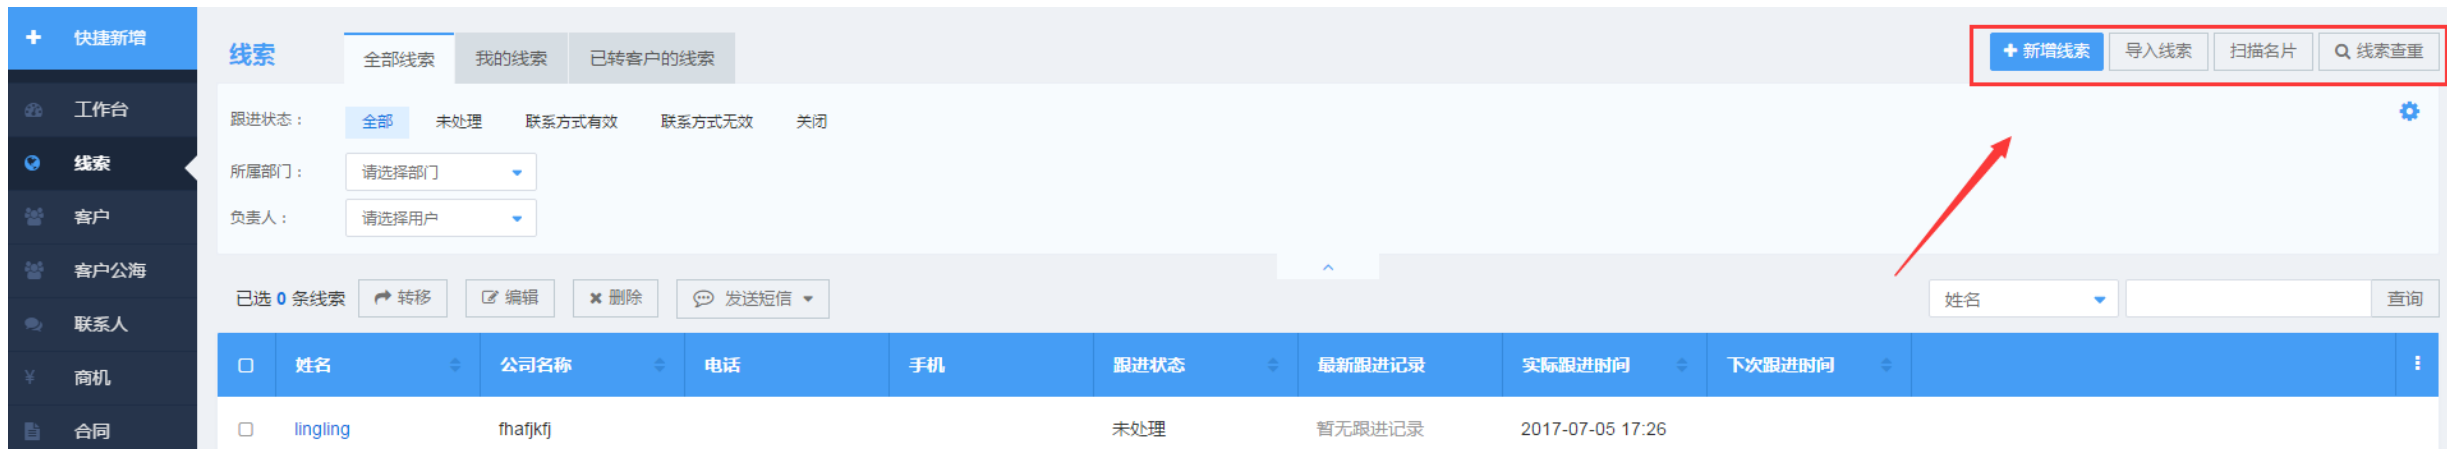 快捷新增
工作台
线索
客户
客户公海
联系人
¥ 商机
合同
线索 全部线索 我的线索 已转客户的线索
新增线索 导入线索 扫描名片 线索查重
跟进状态： 全部 未处理 联系方式有效 联系方式无效 关闭
所属部门： 请选择部门
负责人： 请选择用户
已选 0 条线索 转移 编辑 删除 发送短信 姓名 查询
姓名 公司名称 电话 手机 跟进状态 最新跟进记录 实际跟进时间 下次跟进时间
lingling fhafjkfj 未处理 暂无跟进记录 2017-07-05 17:26